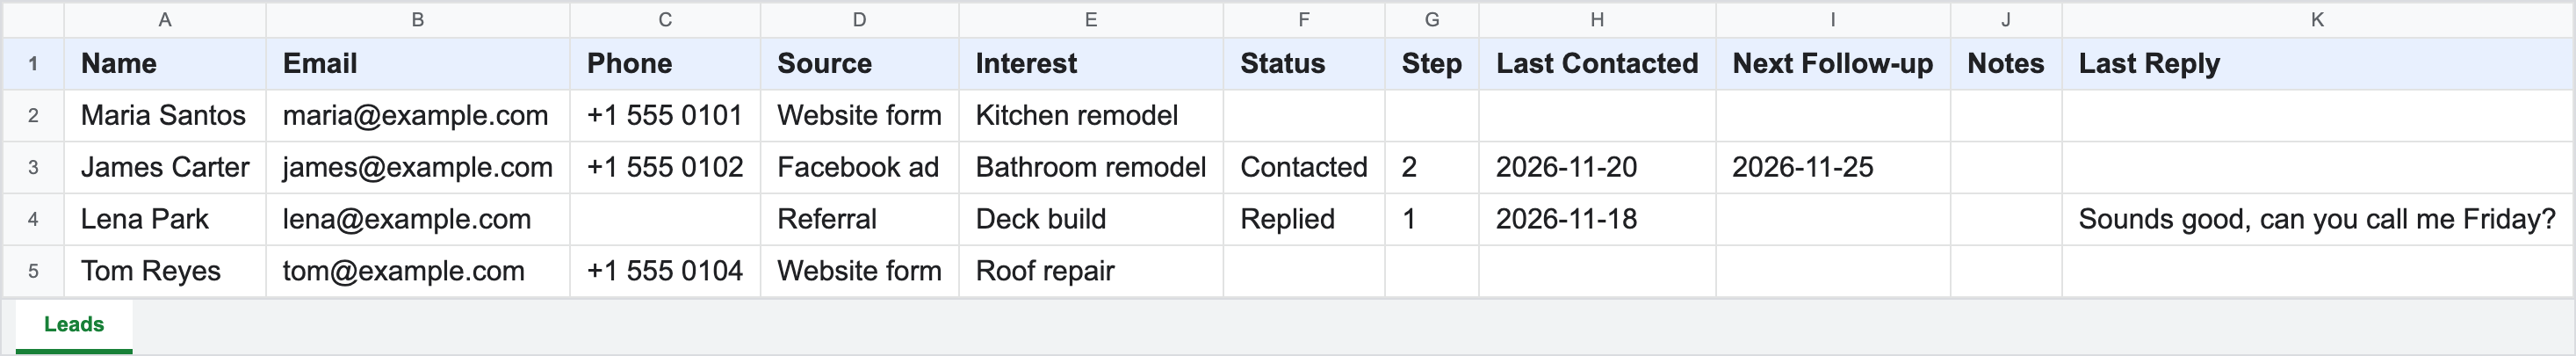 A B C D E F G H I J K
1 Name Email Phone Source Interest Status Step Last Contacted Next Follow-up Notes Last Reply
2 Maria Santos maria@example.com +1 555 0101 Website form Kitchen remodel
3 James Carter james@example.com +1 555 0102 Facebook ad Bathroom remodel Contacted 2 2026-11-20 2026-11-25
4 Lena Park lena@example.com Referral Deck build Replied 1 2026-11-18 Sounds good, can you call me Friday?
5 Tom Reyes tom@example.com +1 555 0104 Website form Roof repair
Leads